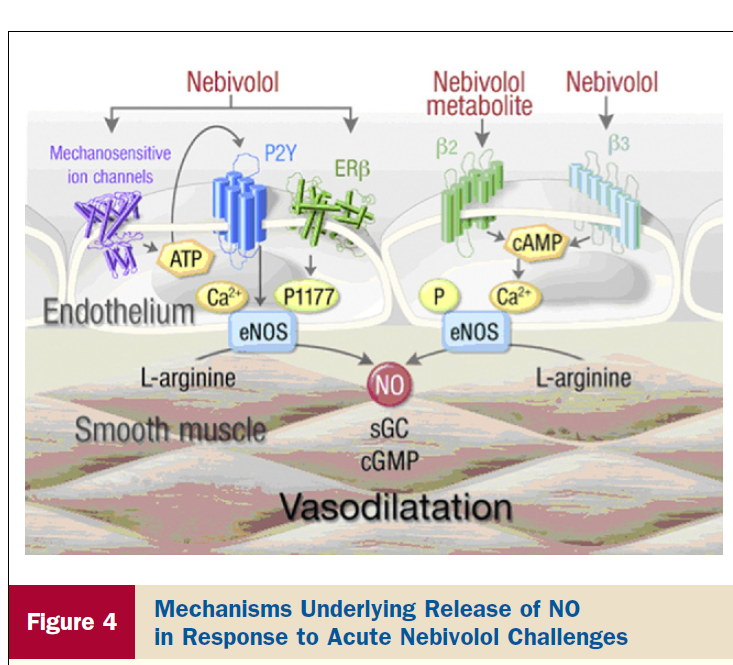 Nebivolol
Nebivolol
metabolite
Nebivolol
Mechanosensitive
ion channels
P2Y
ERβ
β2
β3
ATP
cAMP
Ca²⁺
P1177
P
Ca²⁺
Endothelium
eNOS
eNOS
L-arginine
NO
L-arginine
Smooth muscle
sGC
cGMP
Vasodilatation
Figure 4
Mechanisms Underlying Release of NO
in Response to Acute Nebivolol Challenges